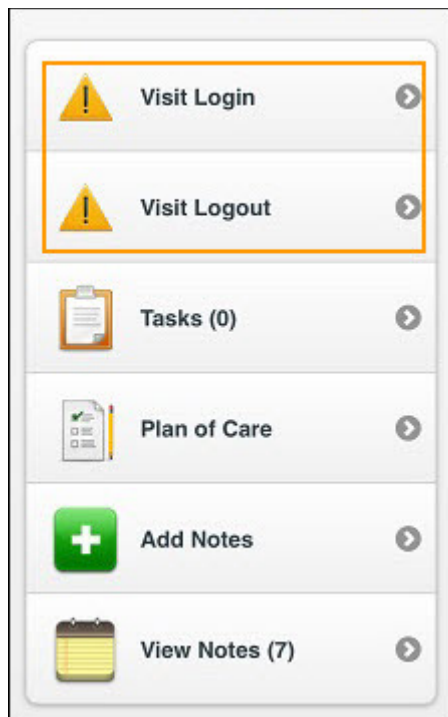 Visit Login
Visit Logout
Tasks (0)
Plan of Care
Add Notes
View Notes (7)